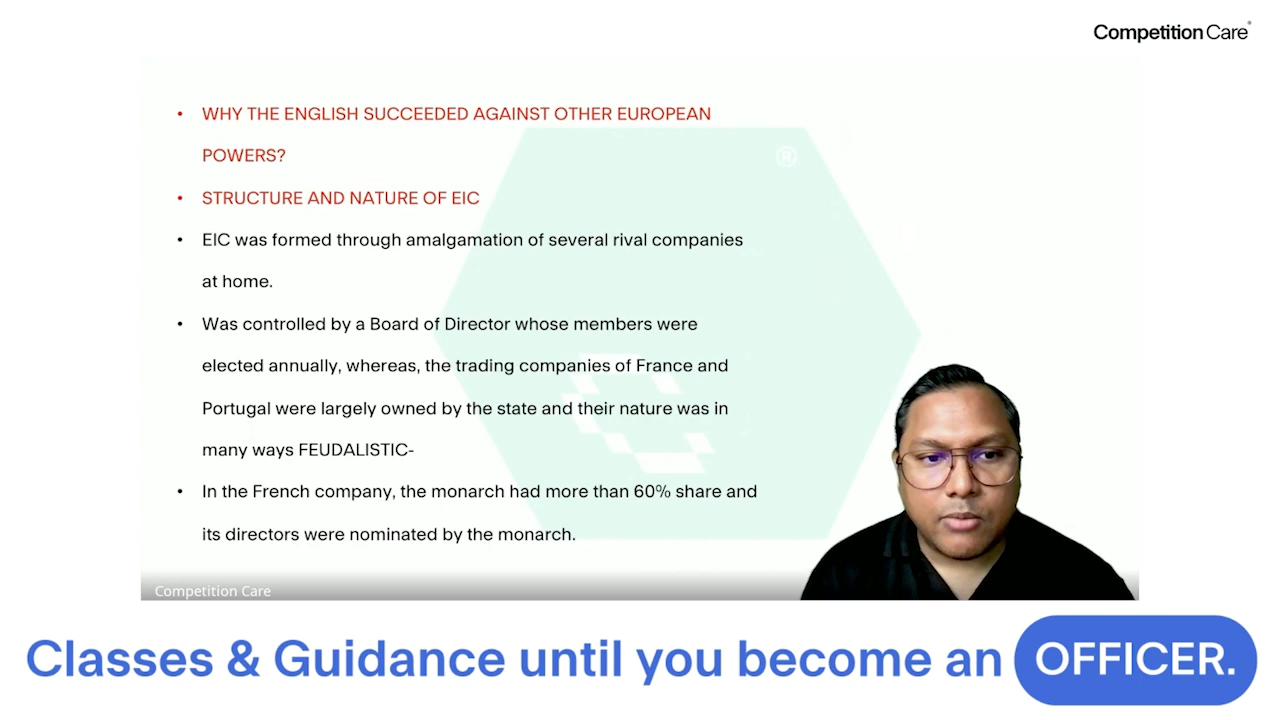 Competition Care
• WHY THE ENGLISH SUCCEEDED AGAINST OTHER EUROPEAN
POWERS?
• STRUCTURE AND NATURE OF EIC
• EIC was formed through amalgamation of several rival companies
at home.
• Was controlled by a Board of Director whose members were
elected annually, whereas, the trading companies of France and
Portugal were largely owned by the state and their nature was in
many ways FEUDALISTIC-
• In the French company, the monarch had more than 60% share and
its directors were nominated by the monarch.
®
Competition Care
Classes & Guidance until you become an OFFICER.